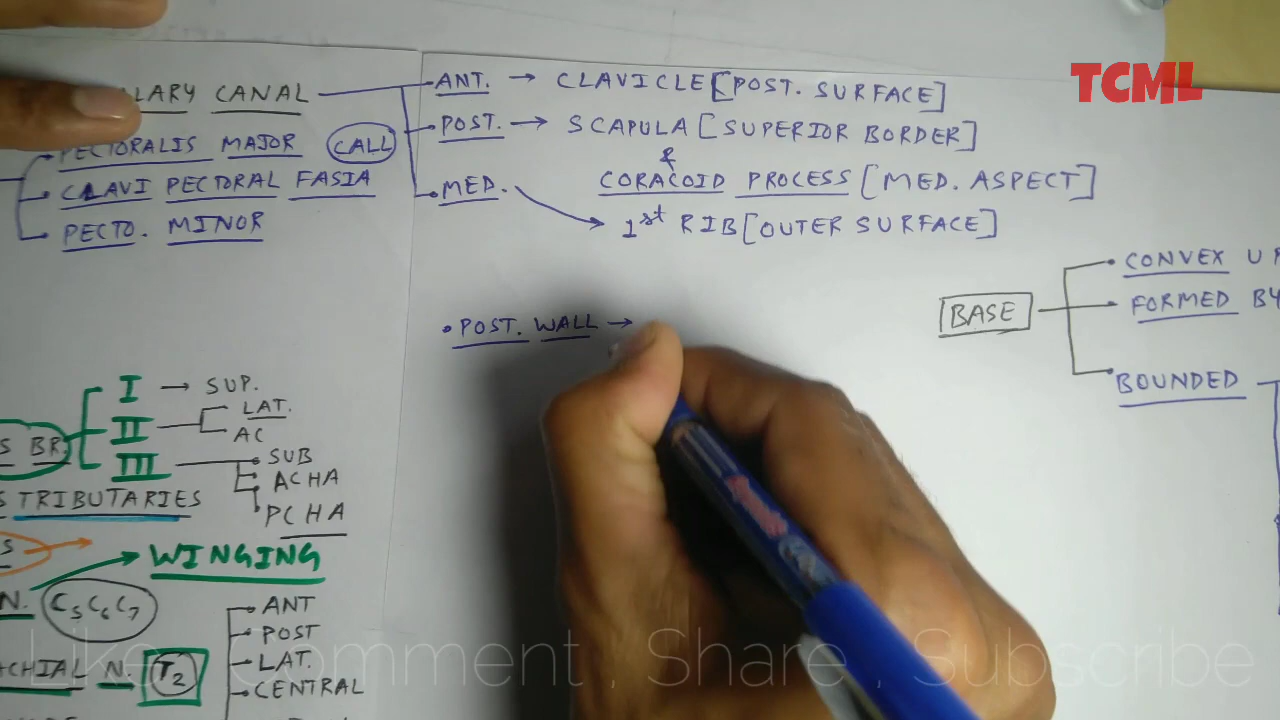 TCML
LARY CANAL
ANT. → CLAVICLE [POST. SURFACE]
POST. → SCAPULA [SUPERIOR BORDER]
&
CORACOID PROCESS [MED. ASPECT]
MED. → 1st RIB [OUTER SURFACE]
PECTORALIS MAJOR CALL
CLAVI PECTORAL FASIA
PECTO. MINOR
• POST. WALL →
BASE
CONVEX UP
FORMED BY
BOUNDED
S BR.
I → SUP.
II
LAT.
AC
III
SUB
ACHA
PCHA
S TRIBUTARIES
S → WINGING
N. C5 C6 C7
ACHIAL N. T2
ANT
POST
LAT.
CENTRAL
Like, Comment, Share, Subscribe